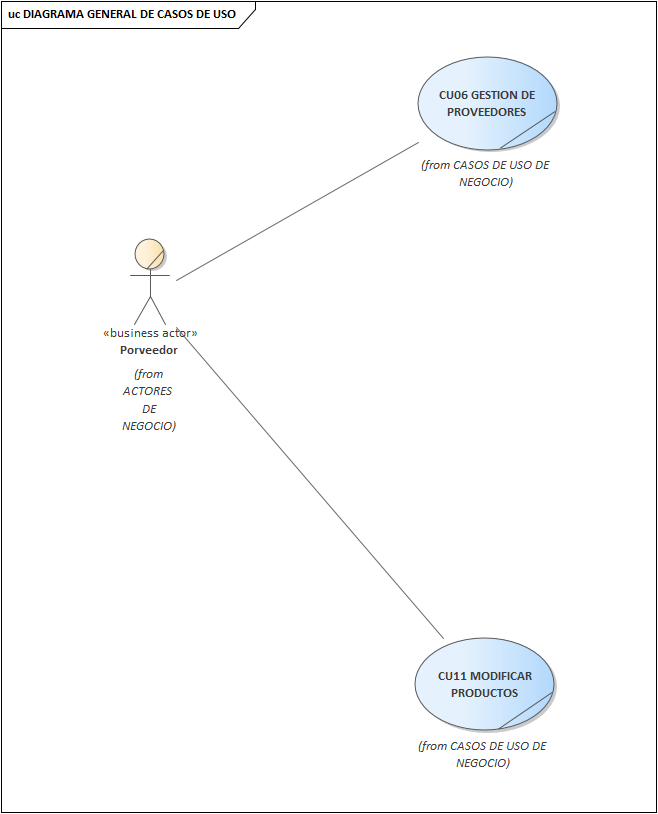 uc DIAGRAMA GENERAL DE CASOS DE USO
CU06 GESTION DE
PROVEEDORES
(from CASOS DE USO DE
NEGOCIO)
«business actor»
Porveedor
(from
ACTORES
DE
NEGOCIO)
CU11 MODIFICAR
PRODUCTOS
(from CASOS DE USO DE
NEGOCIO)